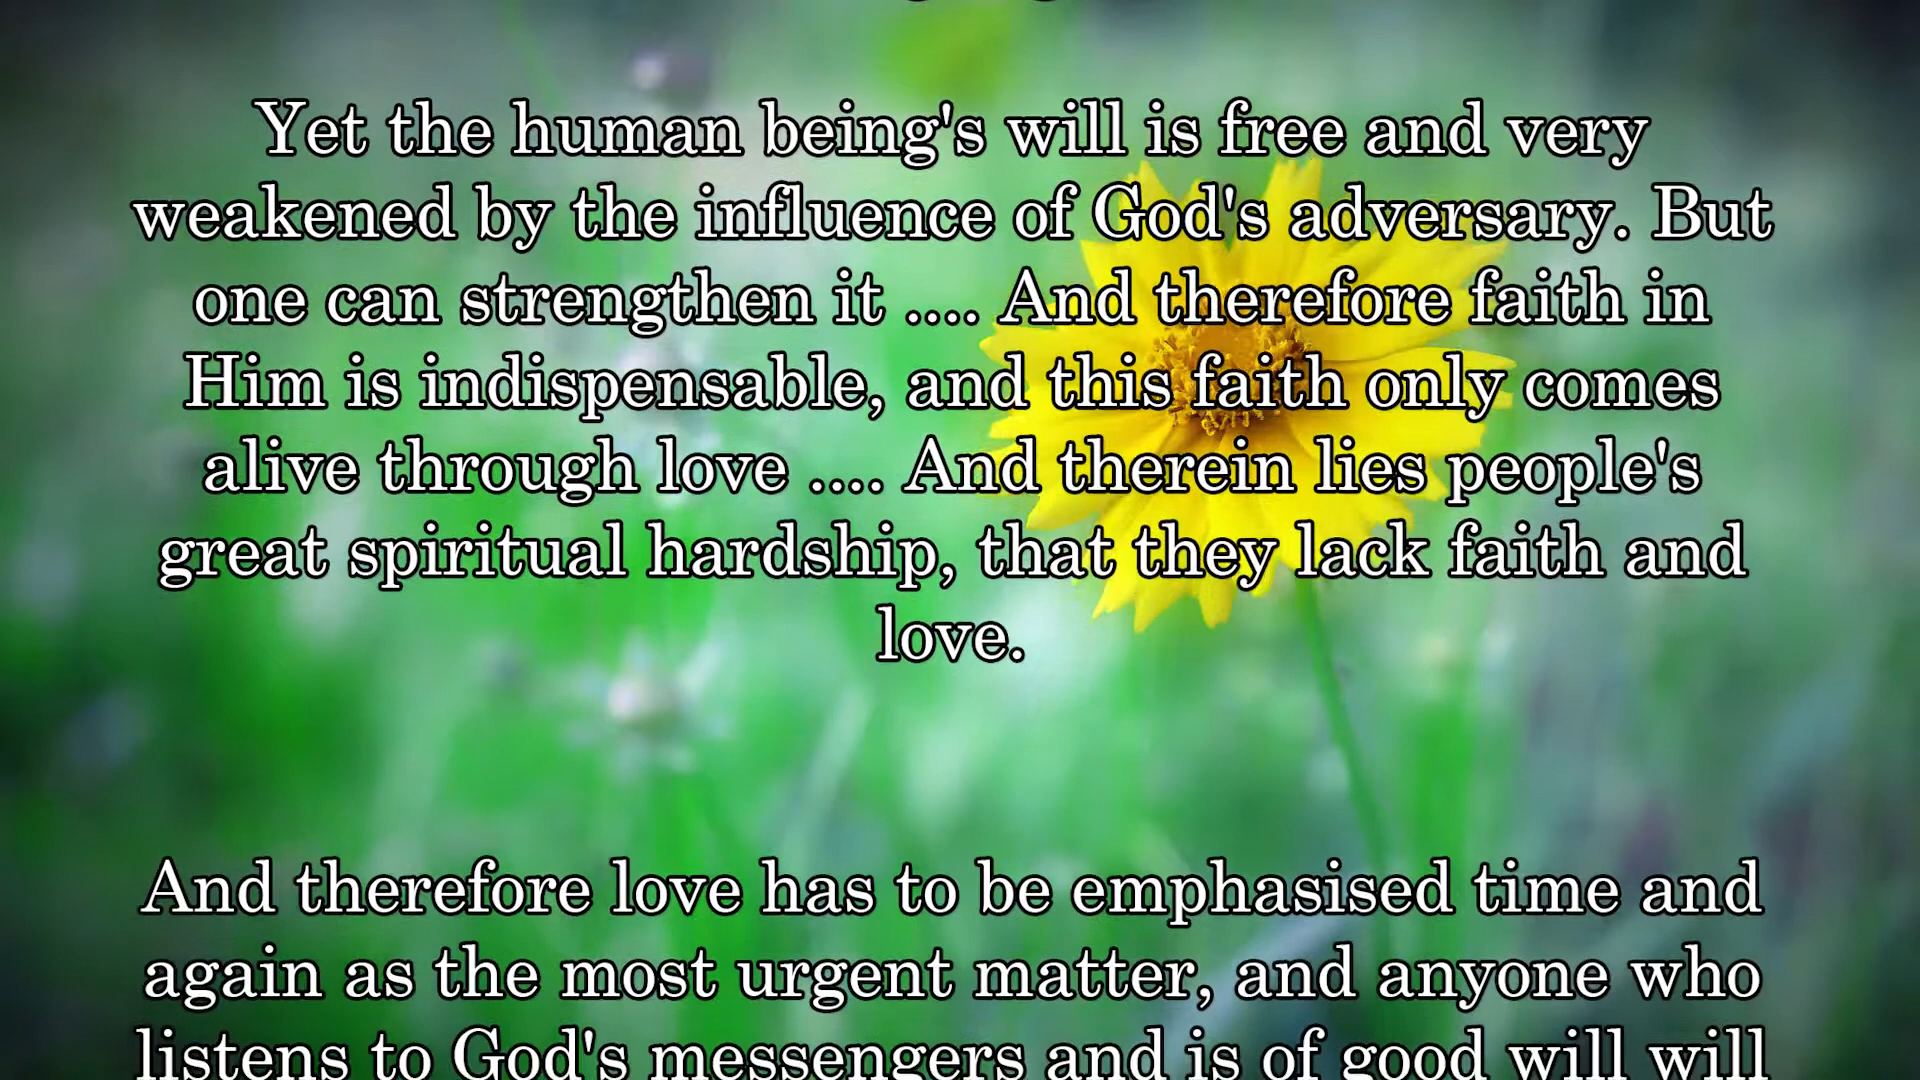 Yet the human being's will is free and very
weakened by the influence of God's adversary. But
one can strengthen it .... And therefore faith in
Him is indispensable, and this faith only comes
alive through love .... And therein lies people's
great spiritual hardship, that they lack faith and
love.
And therefore love has to be emphasised time and
again as the most urgent matter, and anyone who
listens to God's messengers and is of good will will